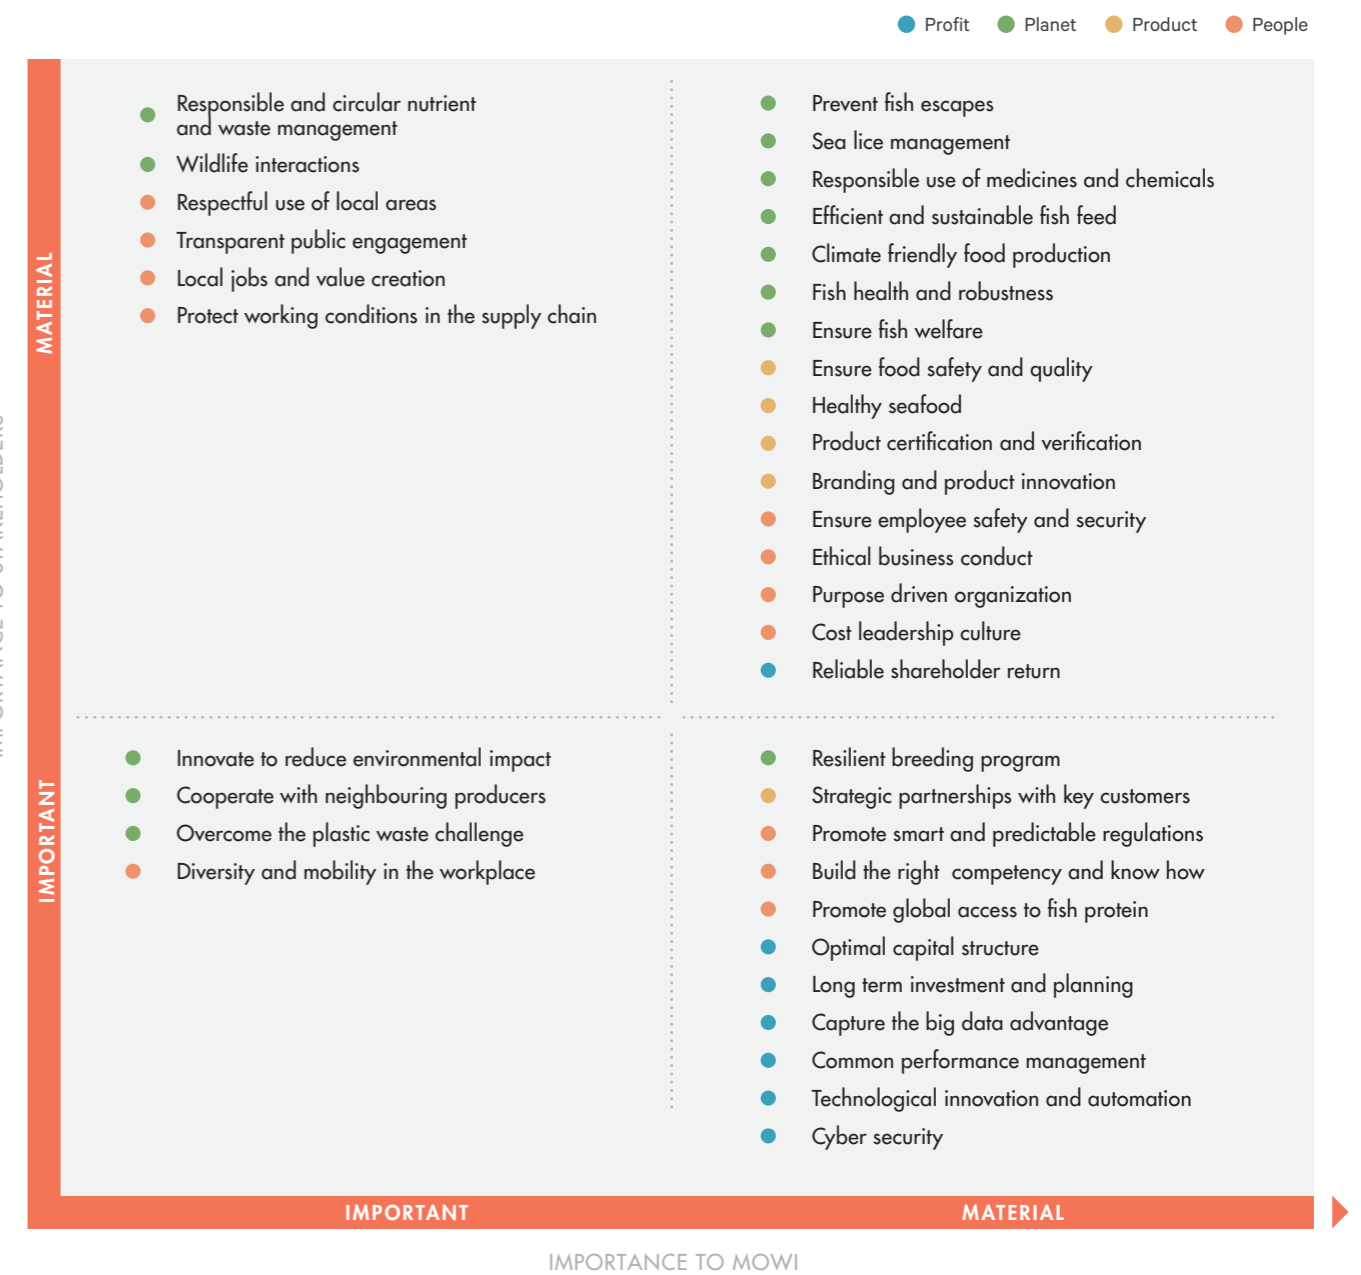 Profit
Planet
Product
People
MATERIAL
Responsible and circular nutrient
and waste management
Wildlife interactions
Respectful use of local areas
Transparent public engagement
Local jobs and value creation
Protect working conditions in the supply chain
Prevent fish escapes
Sea lice management
Responsible use of medicines and chemicals
Efficient and sustainable fish feed
Climate friendly food production
Fish health and robustness
Ensure fish welfare
Ensure food safety and quality
Healthy seafood
Product certification and verification
Branding and product innovation
Ensure employee safety and security
Ethical business conduct
Purpose driven organization
Cost leadership culture
Reliable shareholder return
IMPORTANT
Innovate to reduce environmental impact
Cooperate with neighbouring producers
Overcome the plastic waste challenge
Diversity and mobility in the workplace
Resilient breeding program
Strategic partnerships with key customers
Promote smart and predictable regulations
Build the right  competency and know how
Promote global access to fish protein
Optimal capital structure
Long term investment and planning
Capture the big data advantage
Common performance management
Technological innovation and automation
Cyber security
IMPORTANT
MATERIAL
IMPORTANCE TO MOWI